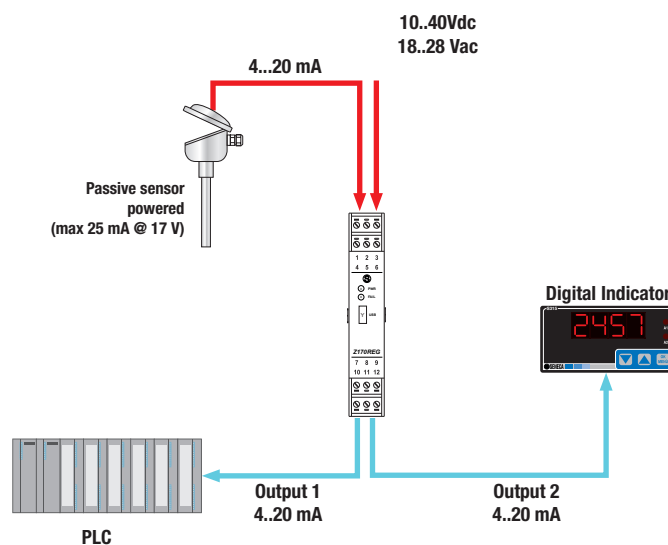 10..40Vdc
18..28 Vac
4...20 mA
Passive sensor
powered
(max 25 mA @ 17 V)
1 2 3
4 5 6
PWR
FAIL
USB
Z170REG
7 8 9
10 11 12
Digital Indicator
2457
SENECA
Output 1
4..20 mA
Output 2
4..20 mA
PLC